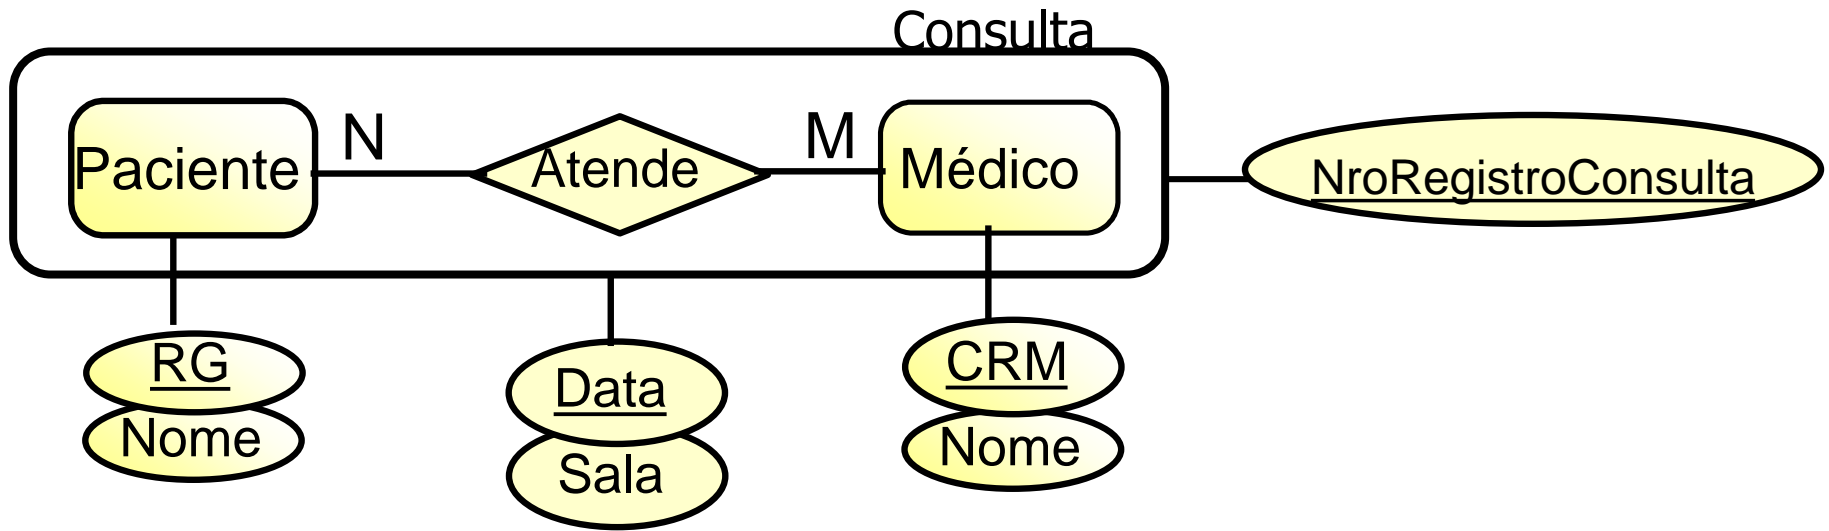 Consulta
Paciente
N
Atende
M
Médico
NroRegistroConsulta
RG
Nome
Data
Sala
CRM
Nome